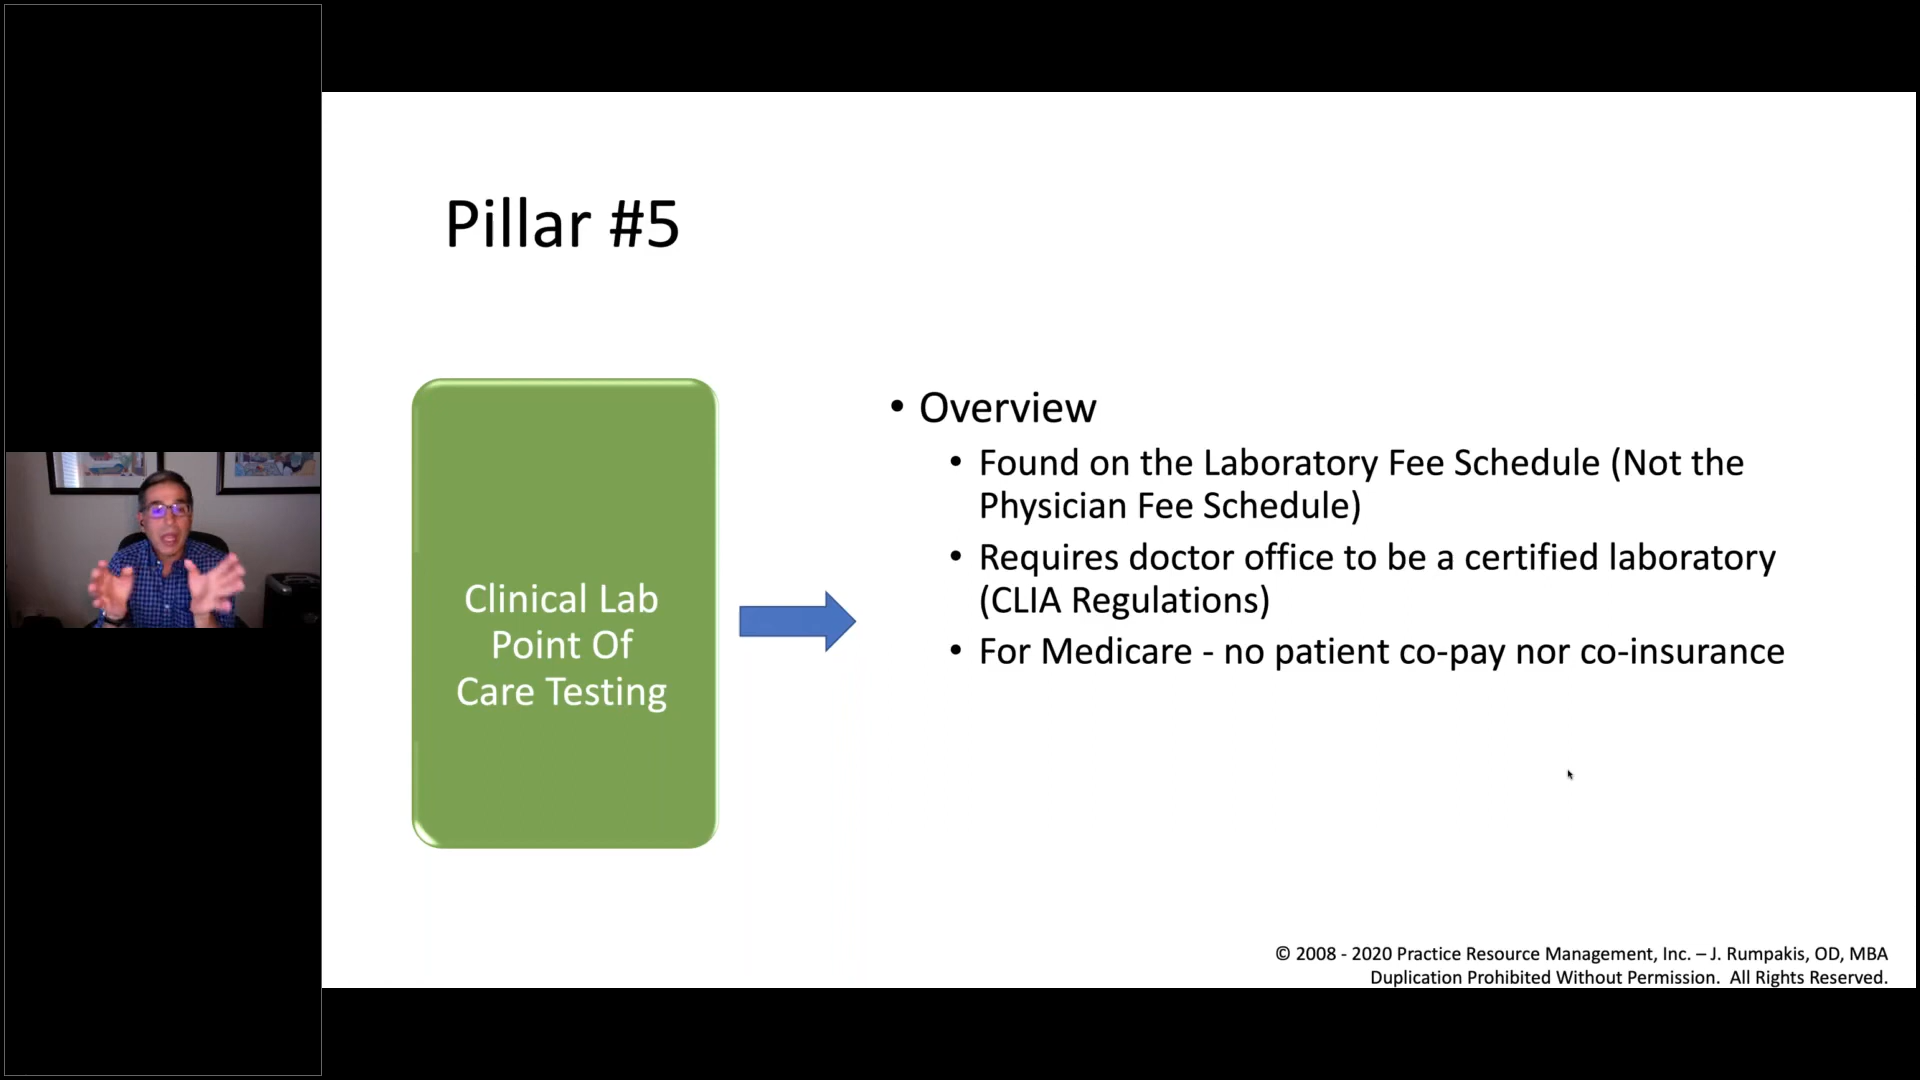 Pillar #5
Clinical Lab
Point Of
Care Testing
• Overview
• Found on the Laboratory Fee Schedule (Not the
Physician Fee Schedule)
• Requires doctor office to be a certified laboratory
(CLIA Regulations)
• For Medicare - no patient co-pay nor co-insurance
© 2008 - 2020 Practice Resource Management, Inc. – J. Rumpakis, OD, MBA
Duplication Prohibited Without Permission.  All Rights Reserved.